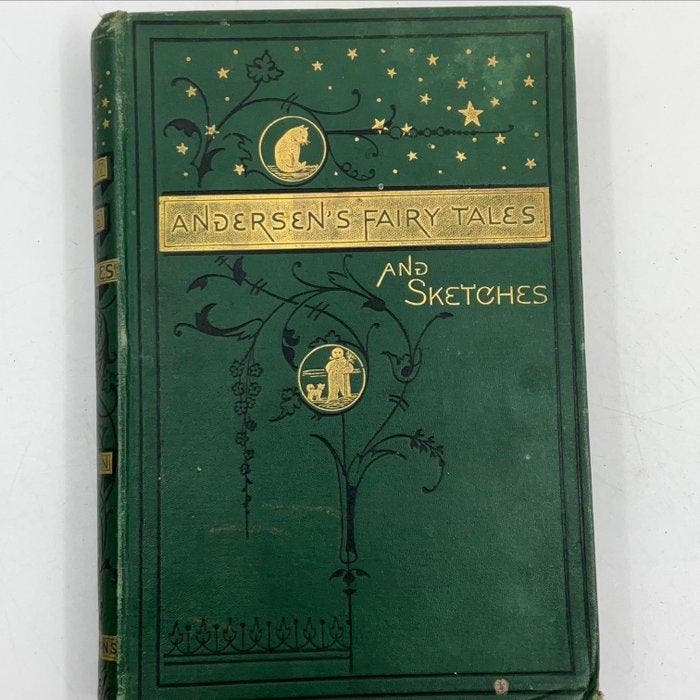 ANDERSEN'S FAIRY TALES.
AND
SKETCHES